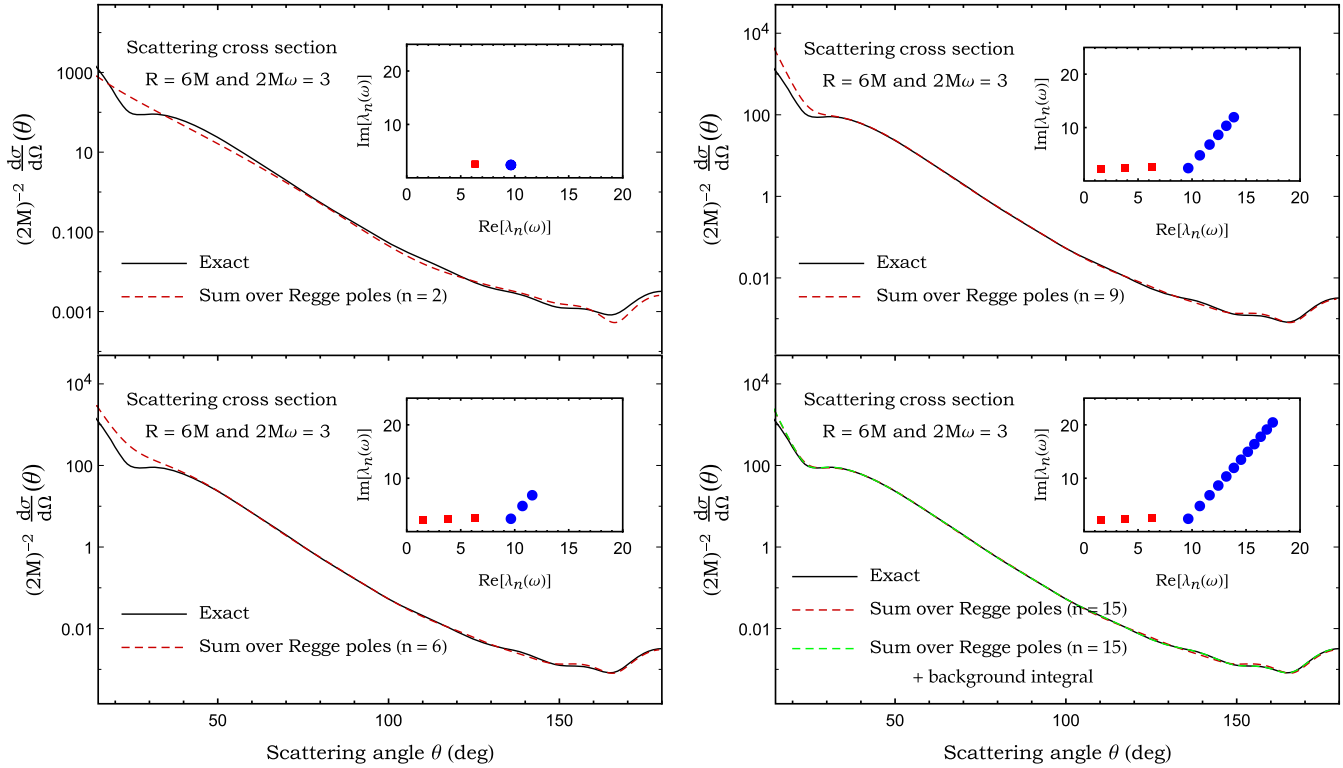 Scattering cross section
R = 6M and 2Mω = 3
(2M)⁻² dσ/dΩ (θ)
1000
10
0.100
0.001
Im[λn(ω)]
20
10
0 5 10 15 20
Re[λn(ω)]
Exact
Sum over Regge poles (n = 2)
Scattering cross section
R = 6M and 2Mω = 3
(2M)⁻² dσ/dΩ (θ)
10⁴
100
1
0.01
Im[λn(ω)]
20
10
0 5 10 15 20
Re[λn(ω)]
Exact
Sum over Regge poles (n = 9)
Scattering cross section
R = 6M and 2Mω = 3
(2M)⁻² dσ/dΩ (θ)
10⁴
100
1
0.01
Im[λn(ω)]
20
10
0 5 10 15 20
Re[λn(ω)]
Exact
Sum over Regge poles (n = 6)
50 100 150
Scattering angle θ (deg)
Scattering cross section
R = 6M and 2Mω = 3
(2M)⁻² dσ/dΩ (θ)
10⁴
100
1
0.01
Im[λn(ω)]
20
10
0 5 10 15 20
Re[λn(ω)]
Exact
Sum over Regge poles (n = 15)
Sum over Regge poles (n = 15)
+ background integral
50 100 150
Scattering angle θ (deg)